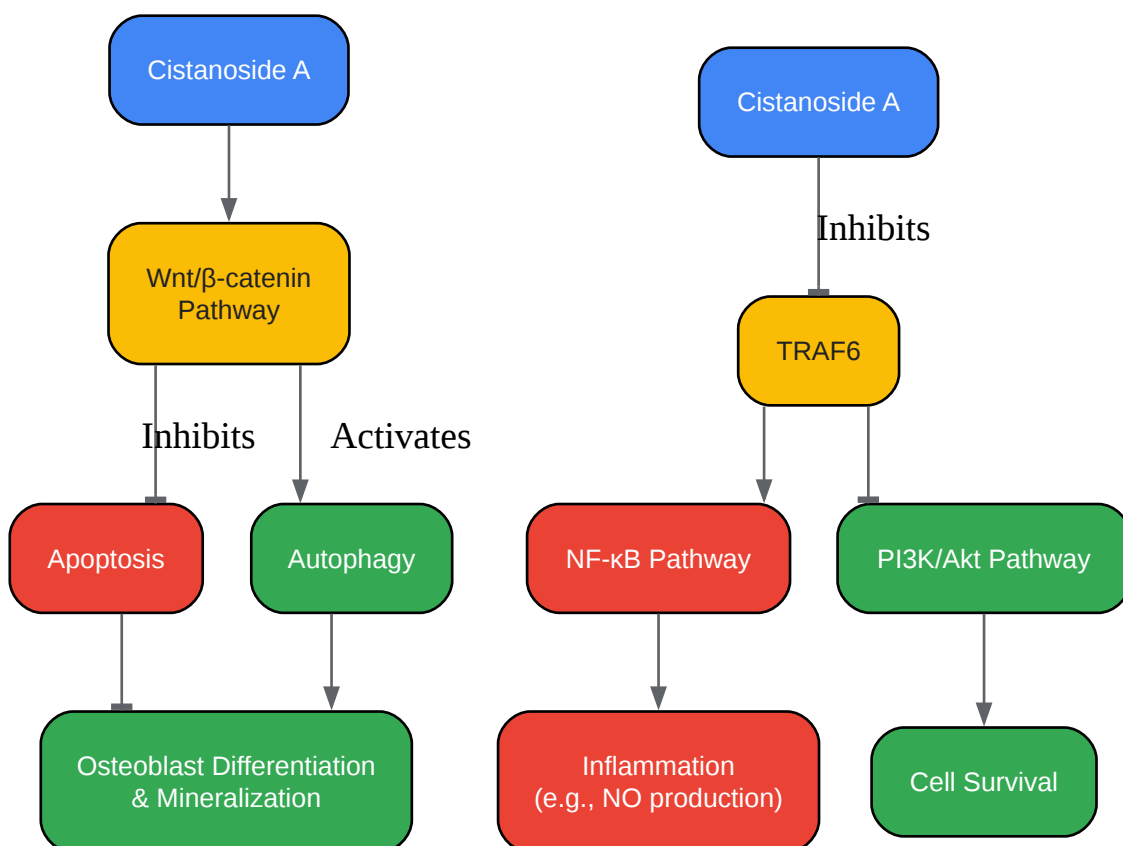 Cistanoside A
Wnt/β-catenin
Pathway
Inhibits
Activates
Apoptosis
Autophagy
Osteoblast Differentiation
& Mineralization
Cistanoside A
Inhibits
TRAF6
NF-κB Pathway
PI3K/Akt Pathway
Inflammation
(e.g., NO production)
Cell Survival